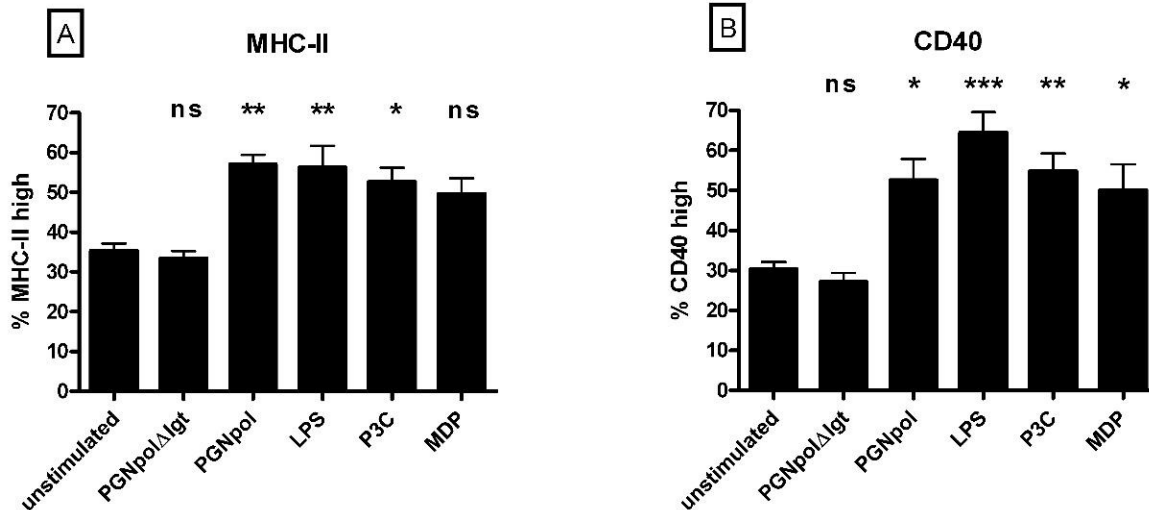 A
MHC-II
ns ** ** * ns
% MHC-II high
70
60
50
40
30
20
10
0
unstimulated
PGNpolΔlgt
PGNpol
LPS
P3C
MDP
B
CD40
ns * *** ** *
% CD40 high
70
60
50
40
30
20
10
0
unstimulated
PGNpolΔlgt
PGNpol
LPS
P3C
MDP